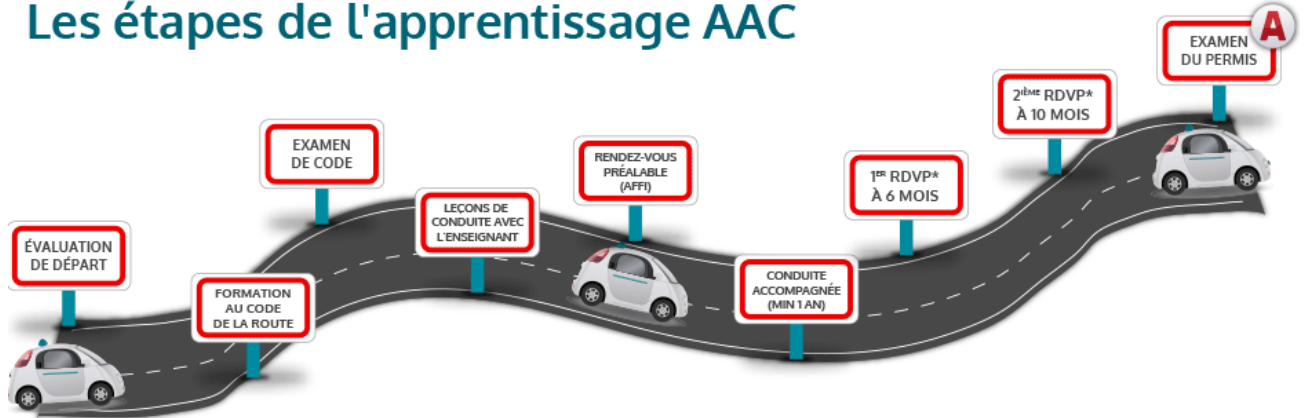 Les étapes de l'apprentissage AAC
ÉVALUATION
DE DÉPART
FORMATION
AU CODE
DE LA ROUTE
EXAMEN
DE CODE
LEÇONS DE
CONDUITE AVEC
L'ENSEIGNANT
RENDEZ-VOUS
PRÉALABLE
(AFFI)
CONDUITE
ACCOMPAGNÉE
(MIN 1 AN)
1ER RDVP*
À 6 MOIS
2IÈME RDVP*
À 10 MOIS
EXAMEN
DU PERMIS
A